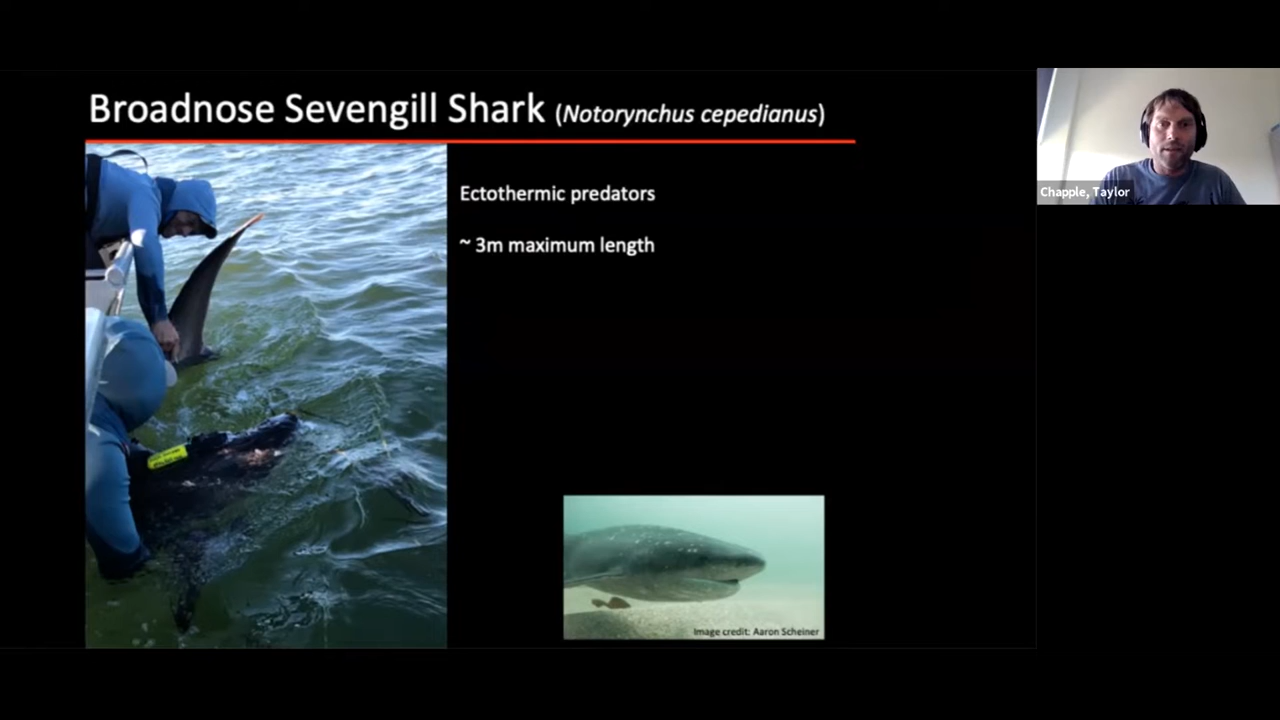 Broadnose Sevengill Shark (Notorynchus cepedianus)
Ectothermic predators
~ 3m maximum length
Image credit: Aaron Scheiner
Chapple, Taylor